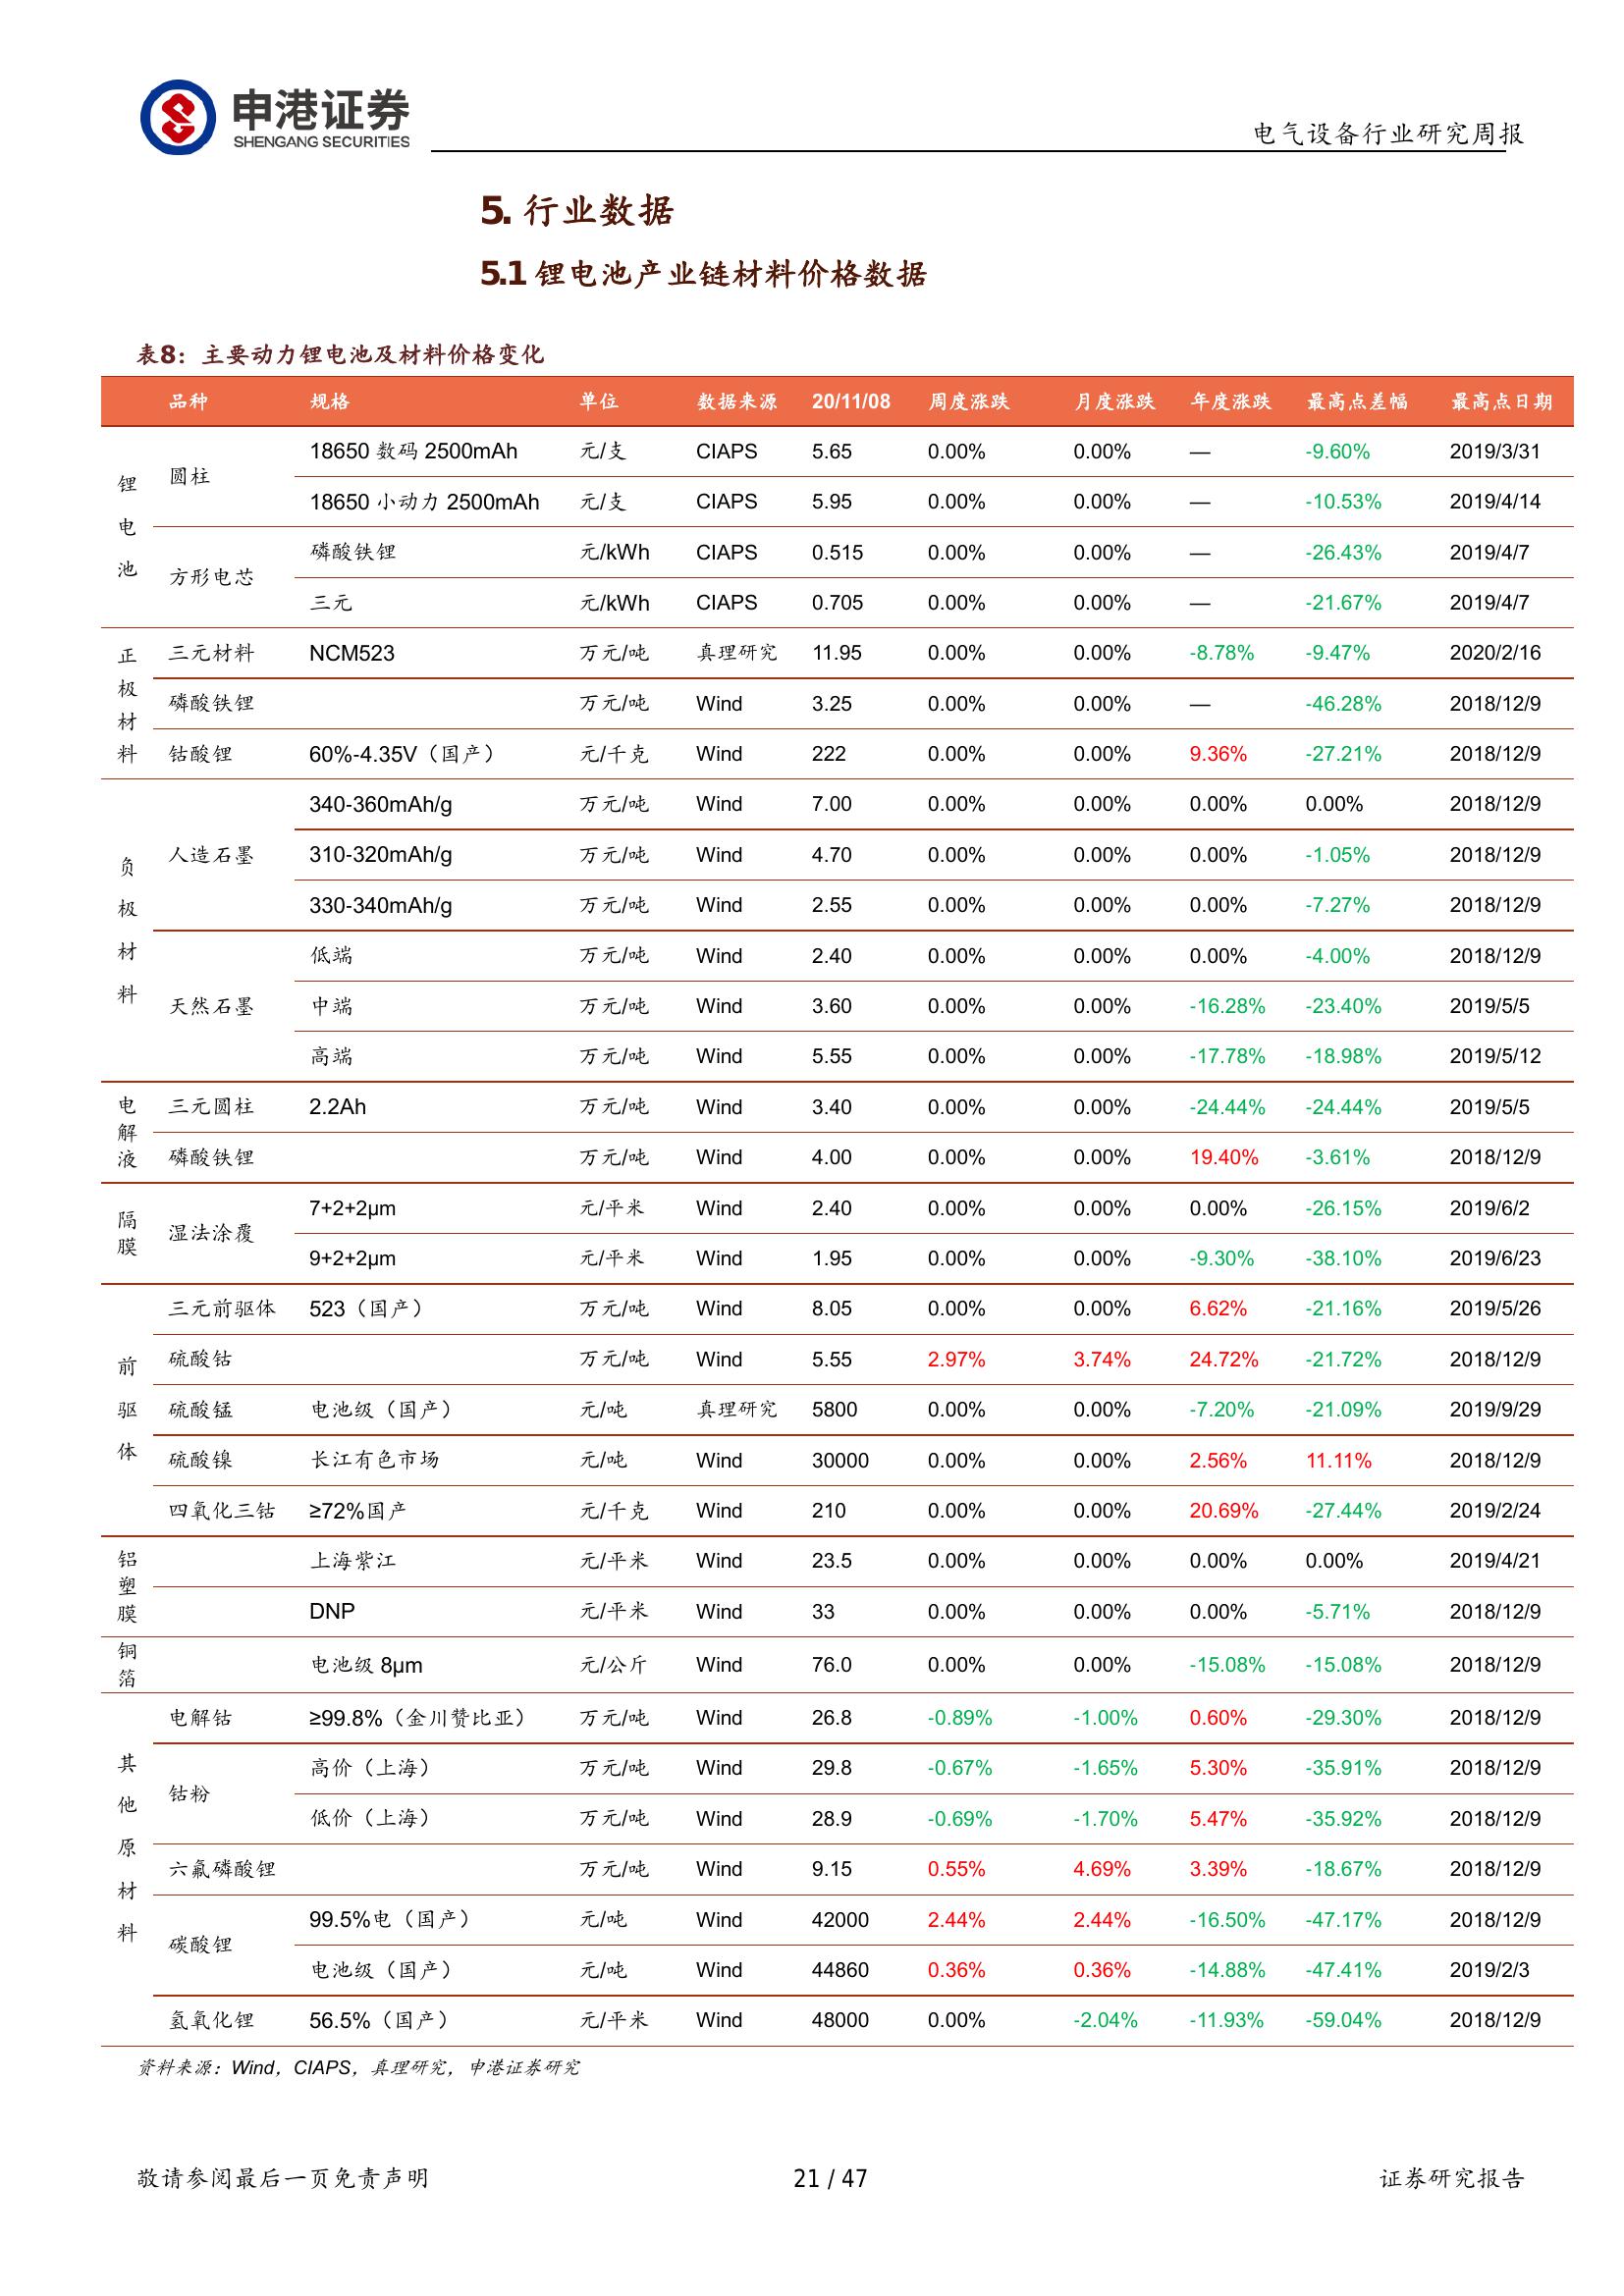 申港证券
SHENGANG SECURITIES
电气设备行业研究周报
5. 行业数据
5.1 锂电池产业链材料价格数据
表8：主要动力锂电池及材料价格变化
品种 规格 单位 数据来源 20/11/08 周度涨跌 月度涨跌 年度涨跌 最高点差幅 最高点日期
锂电池 圆柱 18650 数码 2500mAh 元/支 CIAPS 5.65 0.00% 0.00% — -9.60% 2019/3/31
18650 小动力 2500mAh 元/支 CIAPS 5.95 0.00% 0.00% — -10.53% 2019/4/14
方形电芯 磷酸铁锂 元/kWh CIAPS 0.515 0.00% 0.00% — -26.43% 2019/4/7
三元 元/kWh CIAPS 0.705 0.00% 0.00% — -21.67% 2019/4/7
正极材料 三元材料 NCM523 万元/吨 真理研究 11.95 0.00% 0.00% -8.78% -9.47% 2020/2/16
磷酸铁锂 万元/吨 Wind 3.25 0.00% 0.00% — -46.28% 2018/12/9
钴酸锂 60%-4.35V（国产） 元/千克 Wind 222 0.00% 0.00% 9.36% -27.21% 2018/12/9
负极材料 人造石墨 340-360mAh/g 万元/吨 Wind 7.00 0.00% 0.00% 0.00% 0.00% 2018/12/9
310-320mAh/g 万元/吨 Wind 4.70 0.00% 0.00% 0.00% -1.05% 2018/12/9
330-340mAh/g 万元/吨 Wind 2.55 0.00% 0.00% 0.00% -7.27% 2018/12/9
天然石墨 低端 万元/吨 Wind 2.40 0.00% 0.00% 0.00% -4.00% 2018/12/9
中端 万元/吨 Wind 3.60 0.00% 0.00% -16.28% -23.40% 2019/5/5
高端 万元/吨 Wind 5.55 0.00% 0.00% -17.78% -18.98% 2019/5/12
电解液 三元圆柱 2.2Ah 万元/吨 Wind 3.40 0.00% 0.00% -24.44% -24.44% 2019/5/5
磷酸铁锂 万元/吨 Wind 4.00 0.00% 0.00% 19.40% -3.61% 2018/12/9
隔膜 湿法涂覆 7+2+2μm 元/平米 Wind 2.40 0.00% 0.00% 0.00% -26.15% 2019/6/2
9+2+2μm 元/平米 Wind 1.95 0.00% 0.00% -9.30% -38.10% 2019/6/23
前驱体 三元前驱体 523（国产） 万元/吨 Wind 8.05 0.00% 0.00% 6.62% -21.16% 2019/5/26
硫酸钴 万元/吨 Wind 5.55 2.97% 3.74% 24.72% -21.72% 2018/12/9
硫酸锰 电池级（国产） 元/吨 真理研究 5800 0.00% 0.00% -7.20% -21.09% 2019/9/29
硫酸镍 长江有色市场 元/吨 Wind 30000 0.00% 0.00% 2.56% 11.11% 2018/12/9
四氧化三钴 ≥72%国产 元/千克 Wind 210 0.00% 0.00% 20.69% -27.44% 2019/2/24
铝塑膜 上海紫江 元/平米 Wind 23.5 0.00% 0.00% 0.00% 0.00% 2019/4/21
DNP 元/平米 Wind 33 0.00% 0.00% 0.00% -5.71% 2018/12/9
铜箔 电池级 8μm 元/公斤 Wind 76.0 0.00% 0.00% -15.08% -15.08% 2018/12/9
其他原材料 电解钴 ≥99.8%（金川赞比亚） 万元/吨 Wind 26.8 -0.89% -1.00% 0.60% -29.30% 2018/12/9
钴粉 高价（上海） 万元/吨 Wind 29.8 -0.67% -1.65% 5.30% -35.91% 2018/12/9
低价（上海） 万元/吨 Wind 28.9 -0.69% -1.70% 5.47% -35.92% 2018/12/9
六氟磷酸锂 万元/吨 Wind 9.15 0.55% 4.69% 3.39% -18.67% 2018/12/9
碳酸锂 99.5%电（国产） 元/吨 Wind 42000 2.44% 2.44% -16.50% -47.17% 2018/12/9
电池级（国产） 元/吨 Wind 44860 0.36% 0.36% -14.88% -47.41% 2019/2/3
氢氧化锂 56.5%（国产） 元/平米 Wind 48000 0.00% -2.04% -11.93% -59.04% 2018/12/9
资料来源：Wind，CIAPS，真理研究，申港证券研究
敬请参阅最后一页免责声明 21 / 47 证券研究报告